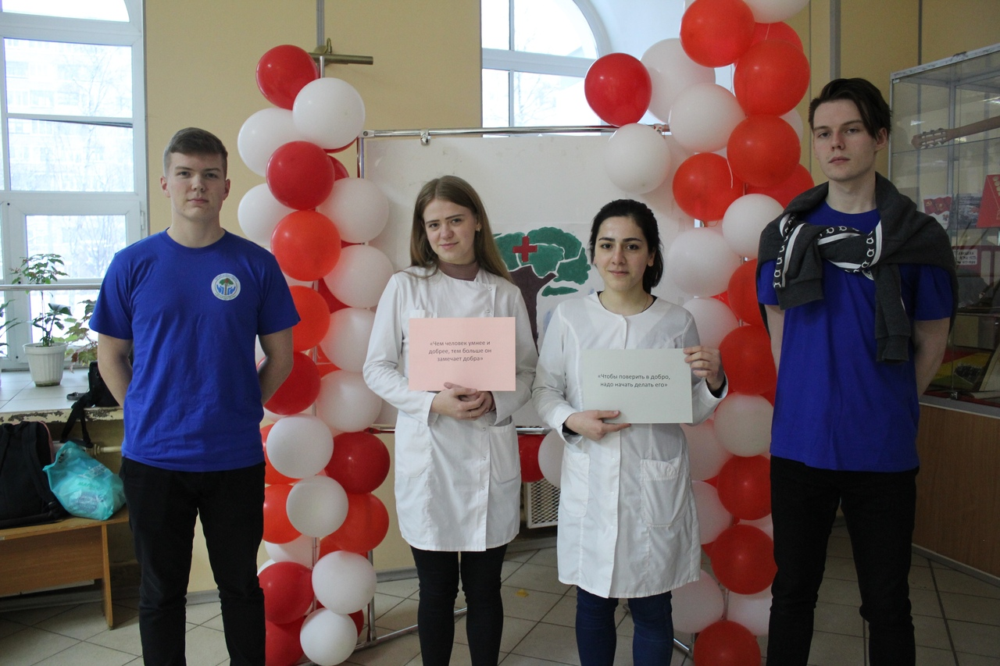 «Чем человек умнее и
добрее, тем больше он
замечает добра»
«Чтобы поверить в добро,
надо начать делать его»